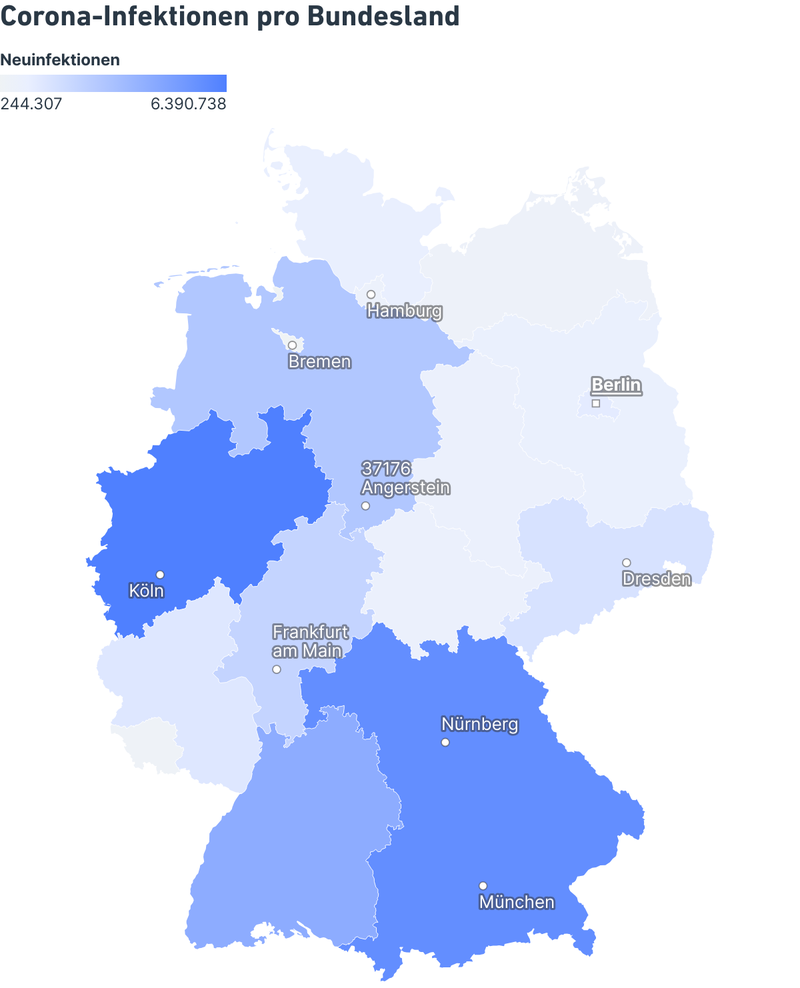 Corona-Infektionen pro Bundesland
Neuinfektionen
244.307 6.390.738
Hamburg
Bremen
Berlin
37176
Angerstein
Köln
Dresden
Frankfurt
am Main
Nürnberg
München